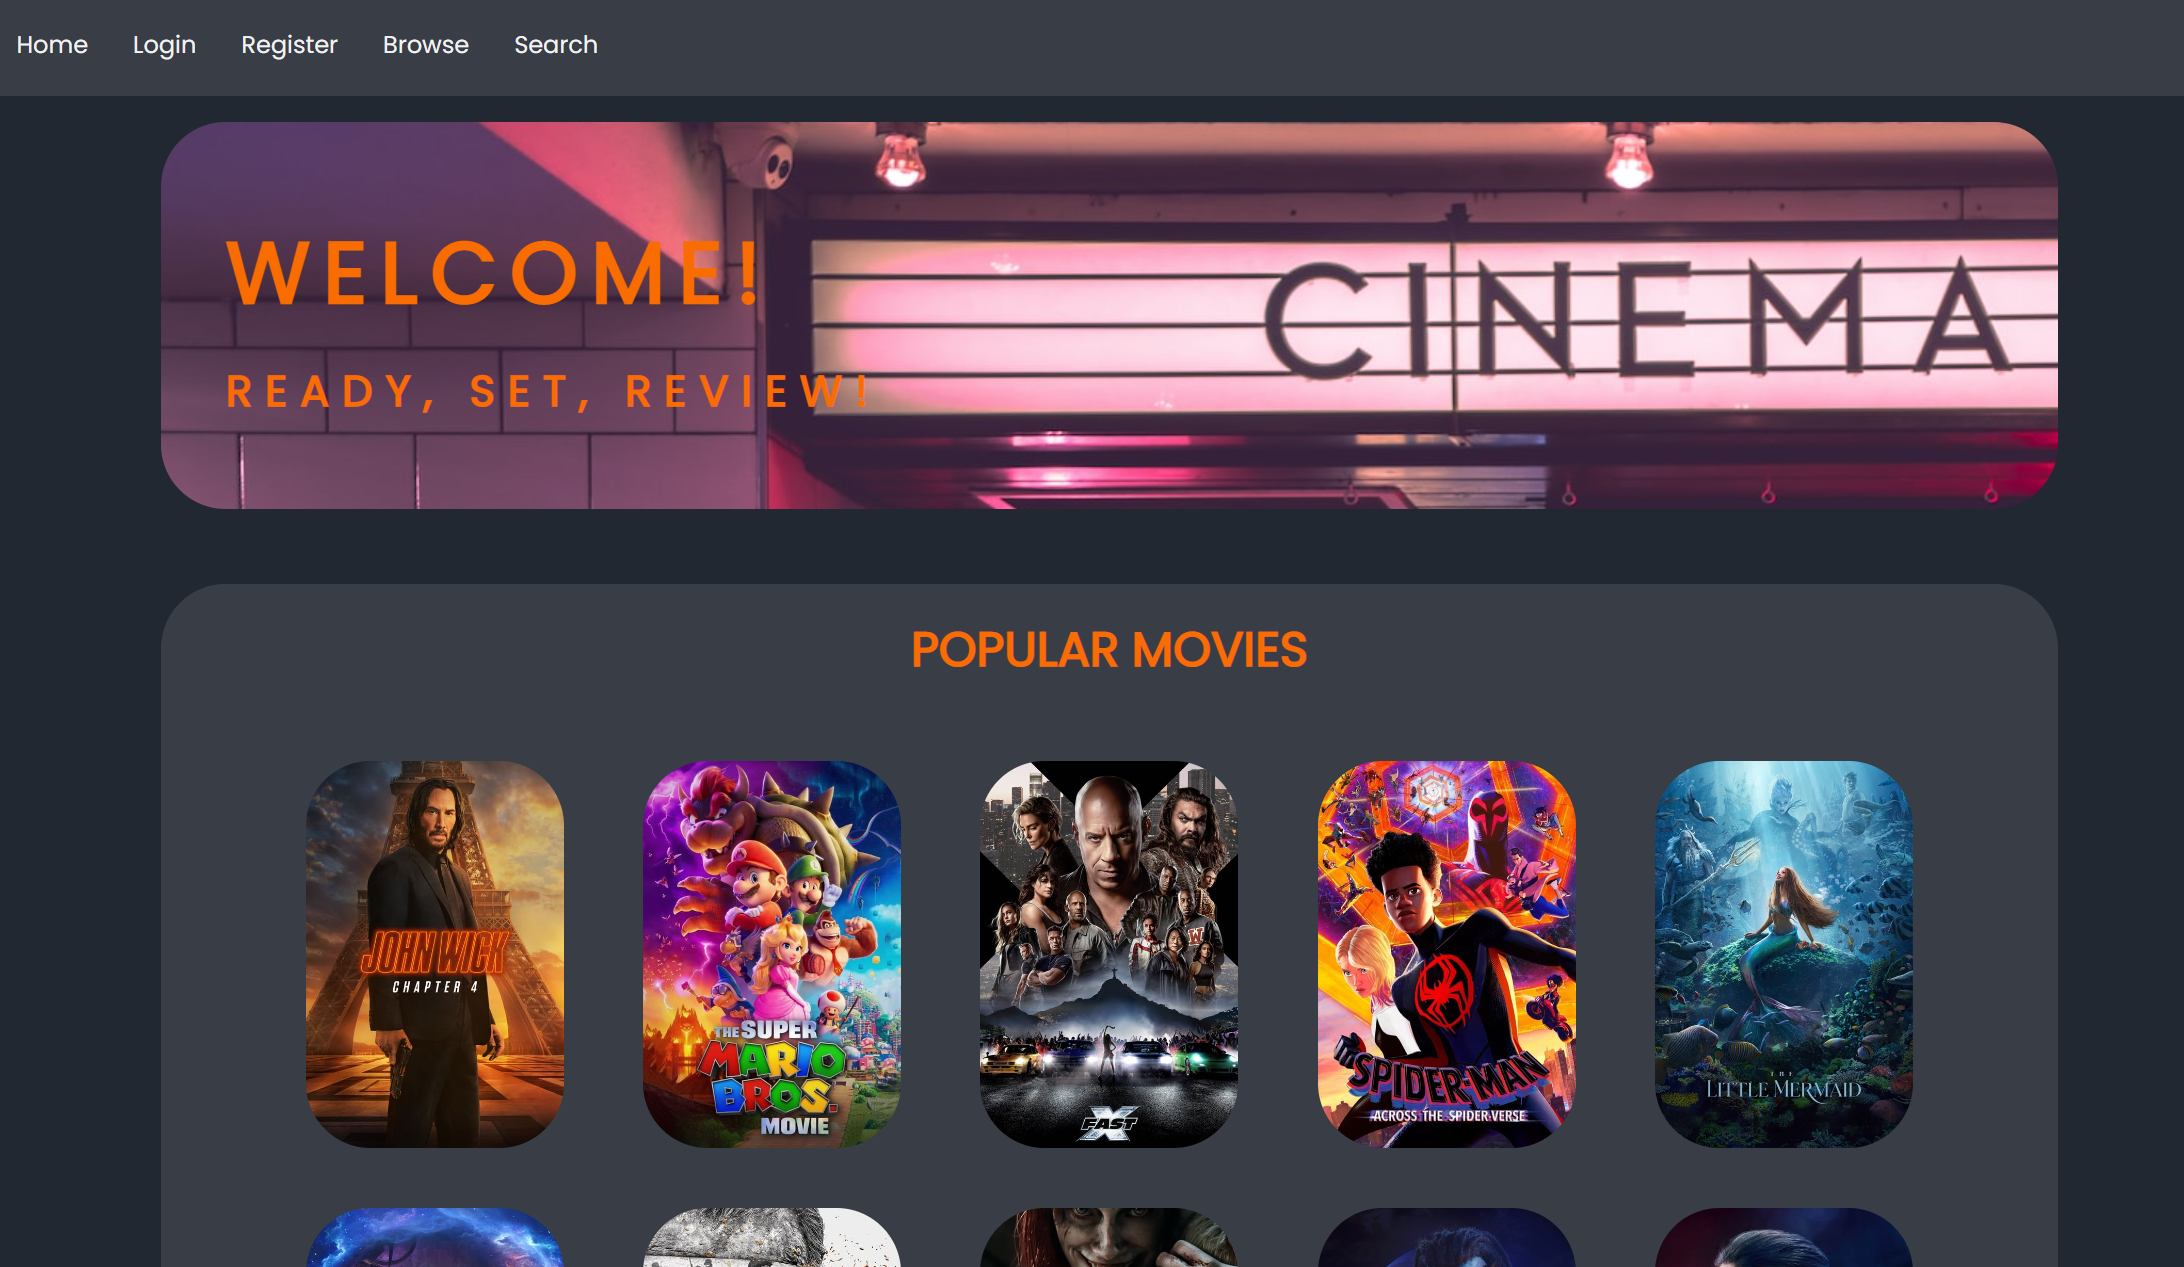 Home Login Register Browse Search
WELCOME!
READY, SET, REVIEW!
CINEMA
POPULAR MOVIES
JOHN WICK
CHAPTER 4
THE SUPER
MARIO
BROS.
MOVIE
W
FAST
X
SPIDER-MAN
ACROSS THE SPIDER-VERSE
THE
LITTLE MERMAID